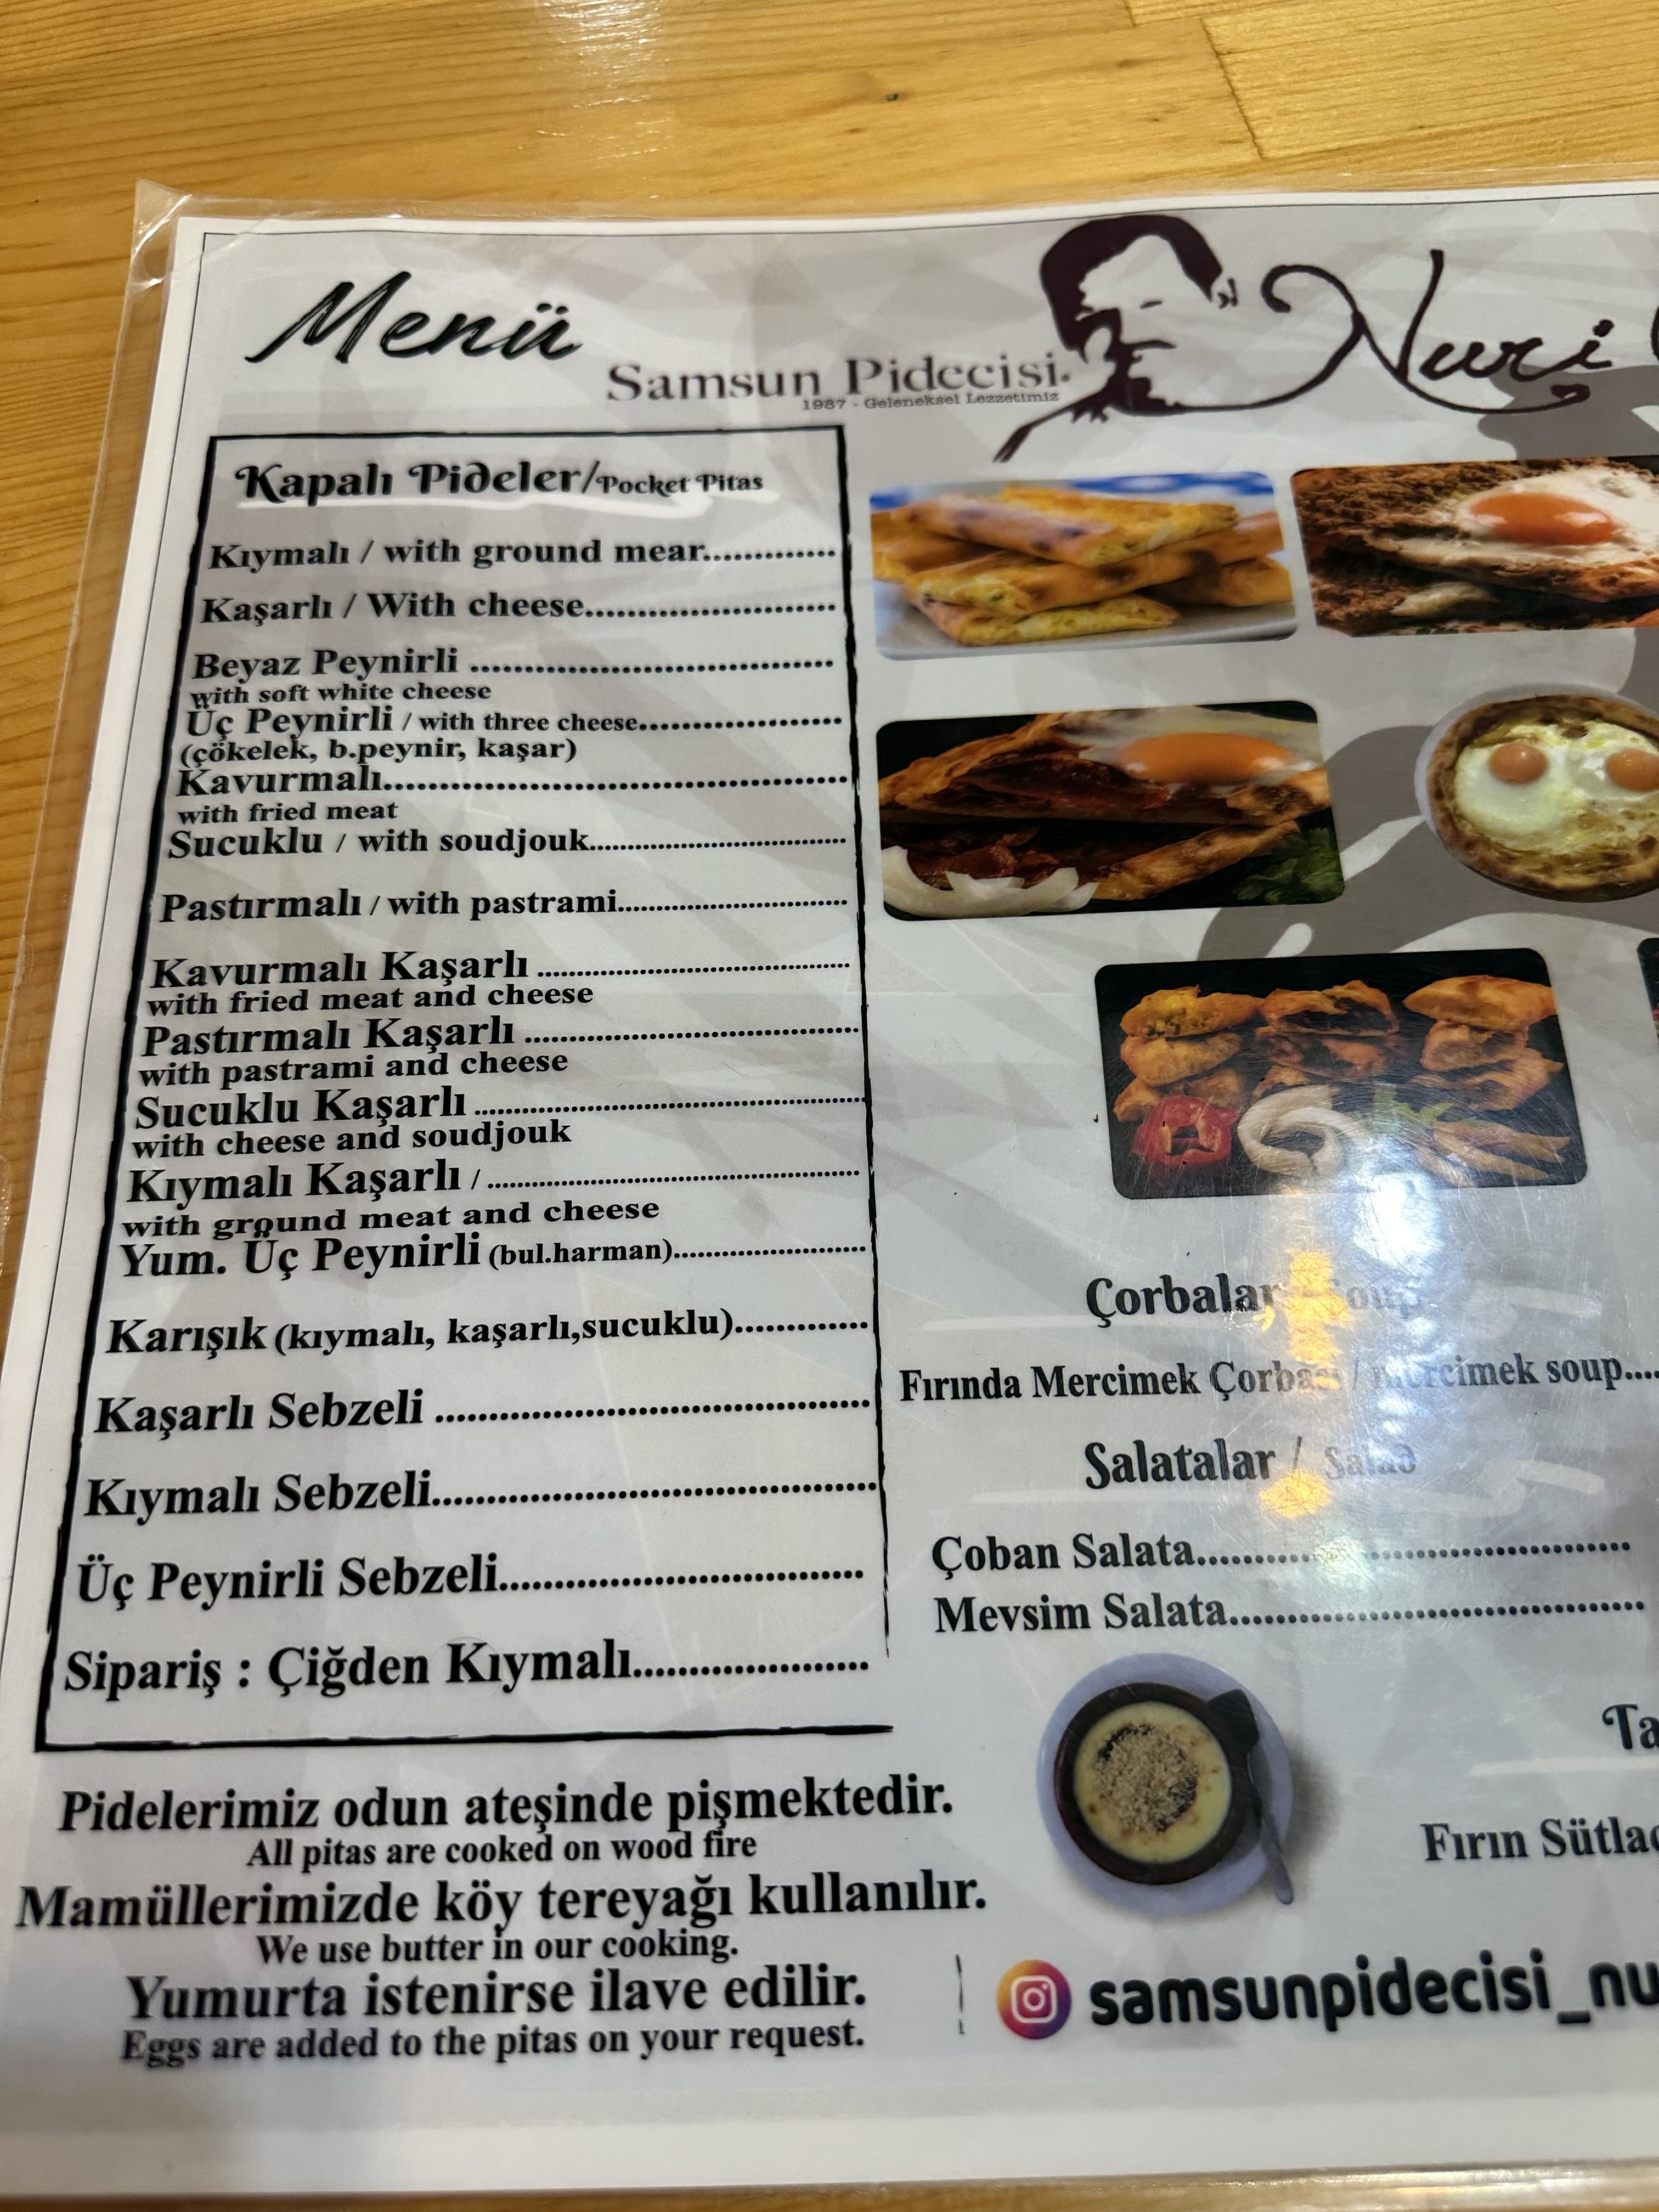 Menü
Samsun Pidecisi
1987 - Geleneksel Lezzetimiz
Nuri
Kapalı Pideler/Pocket Pitas
Kıymalı / with ground mear.............
Kaşarlı / With cheese.........................
Beyaz Peynirli ....................................
with soft white cheese
Üç Peynirli / with three cheese....................
(çökelek, b.peynir, kaşar)
Kavurmalı..............................................
with fried meat
Sucuklu / with soudjouk....................................
Pastırmalı / with pastrami................................
Kavurmalı Kaşarlı ............................................
with fried meat and cheese
Pastırmalı Kaşarlı ..............................................
with pastrami and cheese
Sucuklu Kaşarlı ......................................................
with cheese and soudjouk
Kıymalı Kaşarlı / ....................................................
with ground meat and cheese
Yum. Üç Peynirli (bul.harman)..........................
Karışık (kıymalı, kaşarlı,sucuklu).............
Kaşarlı Sebzeli ..........................................
Kıymalı Sebzeli..........................................
Üç Peynirli Sebzeli..................................
Sipariş : Çiğden Kıymalı.....................
Pidelerimiz odun ateşinde pişmektedir.
All pitas are cooked on wood fire
Mamüllerimizde köy tereyağı kullanılır.
We use butter in our cooking.
Yumurta istenirse ilave edilir.
Eggs are added to the pitas on your request.
Çorbalar Soup
Fırında Mercimek Çorbası / mercimek soup....
Salatalar / Salad
Çoban Salata..........................................
Mevsim Salata........................................
Fırın Sütlaç
samsunpidecisi_nu